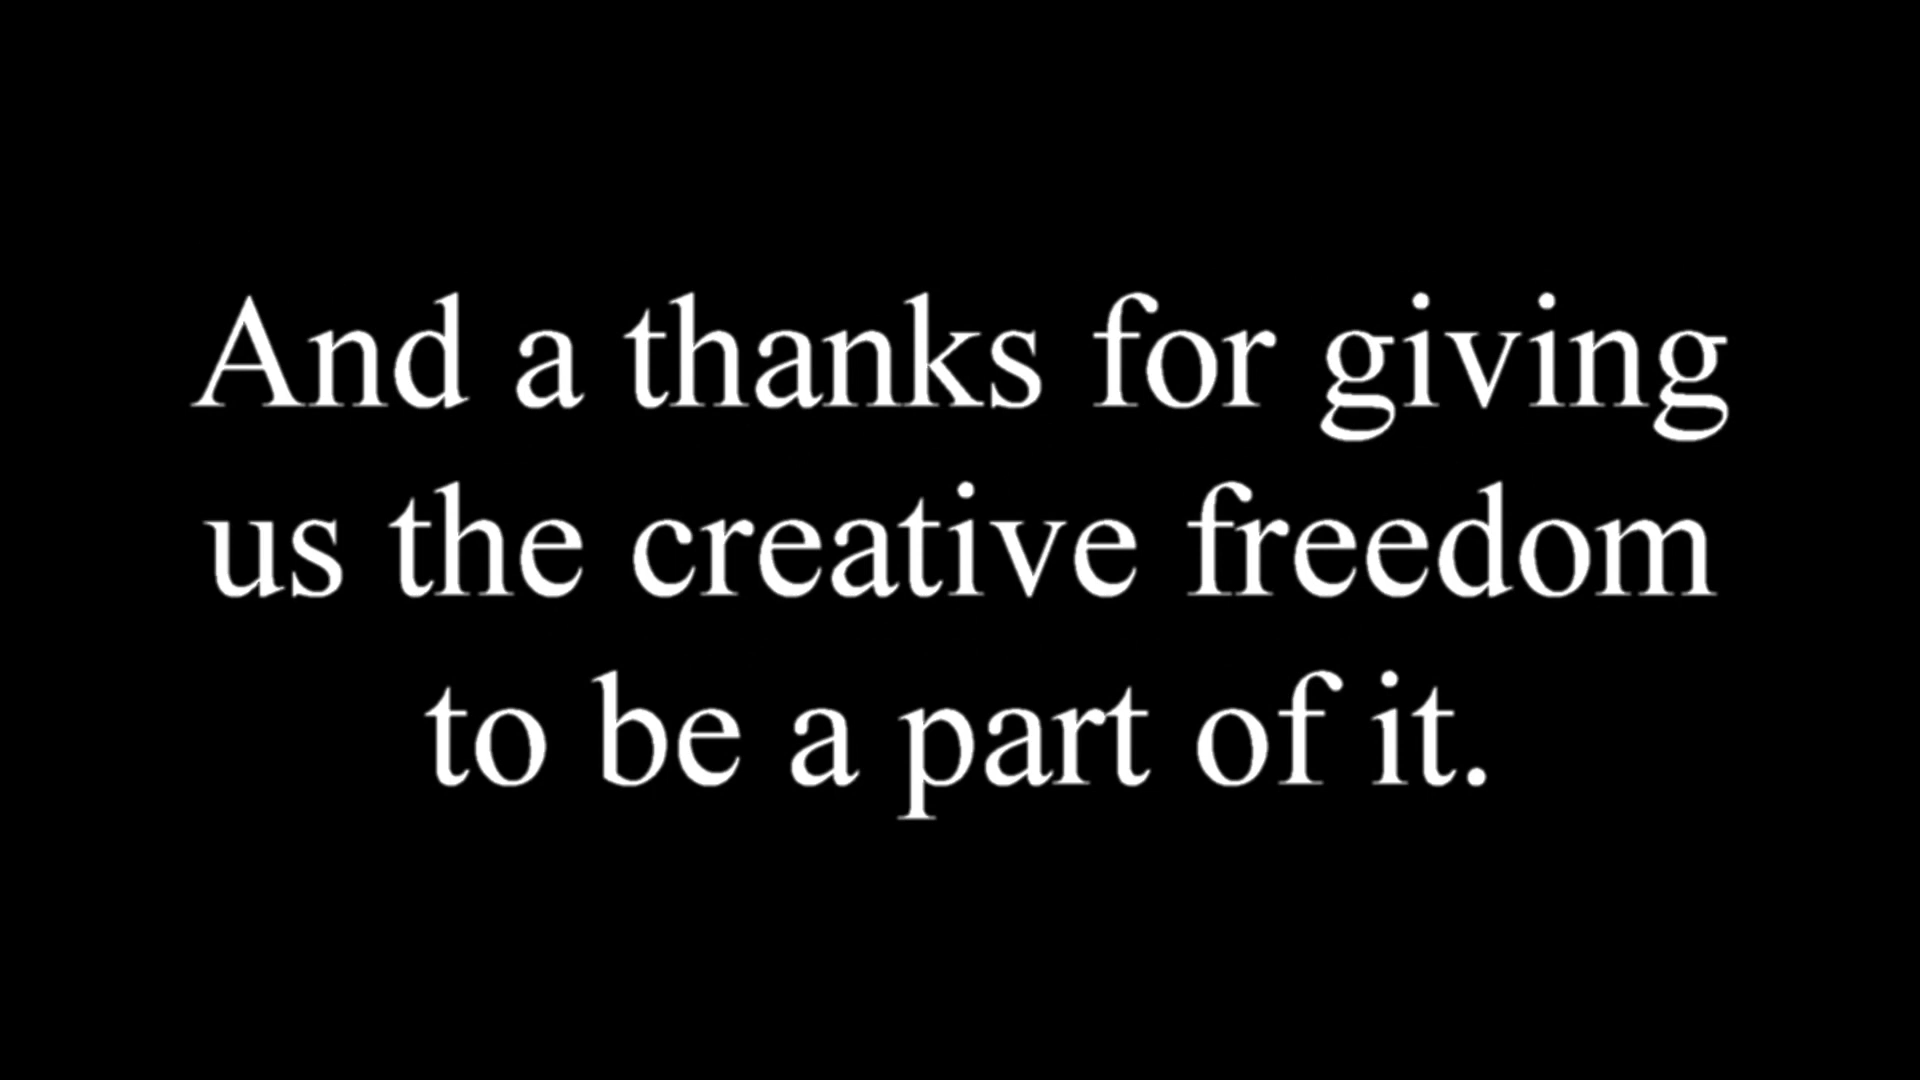 And a thanks for giving
us the creative freedom
to be a part of it.